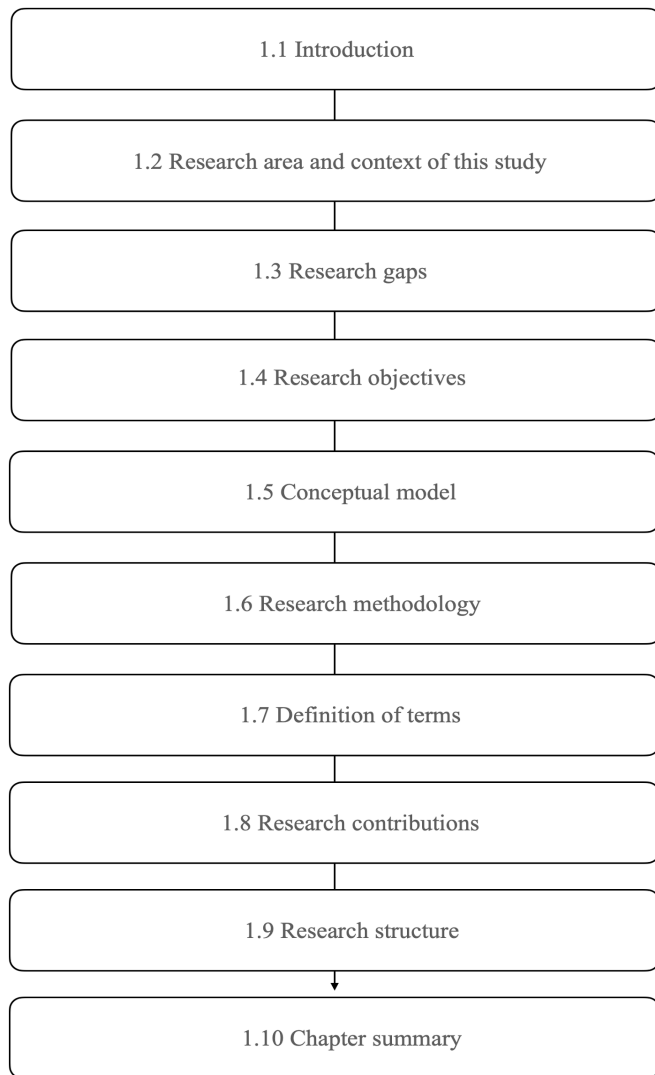 1.1 Introduction
1.2 Research area and context of this study
1.3 Research gaps
1.4 Research objectives
1.5 Conceptual model
1.6 Research methodology
1.7 Definition of terms
1.8 Research contributions
1.9 Research structure
1.10 Chapter summary